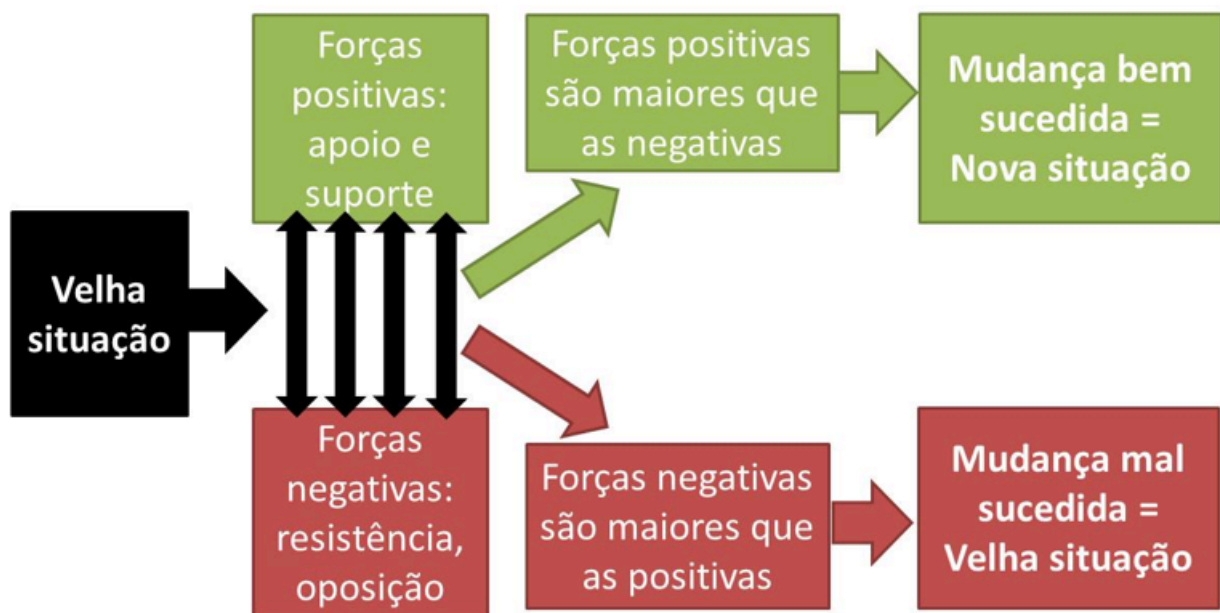 Velha
situação
Forças
positivas:
apoio e
suporte
Forças
negativas:
resistência,
oposição
Forças positivas
são maiores que
as negativas
Mudança bem
sucedida =
Nova situação
Forças negativas
são maiores que
as positivas
Mudança mal
sucedida =
Velha situação